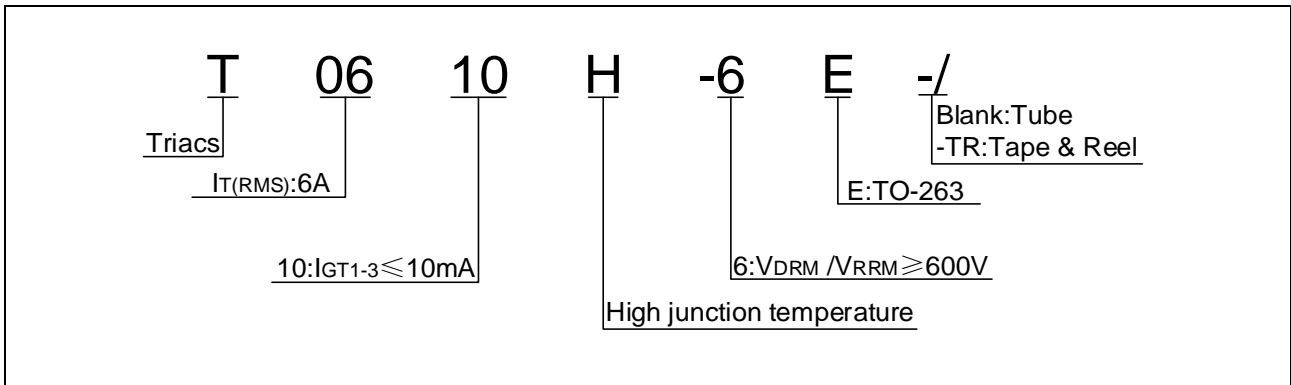 T 06 10 H -6 E -/
Blank:Tube
-TR:Tape & Reel
Triacs
IT(RMS):6A
E:TO-263
10:IGT1-3≤10mA
6:VDRM /VRRM≥600V
High junction temperature